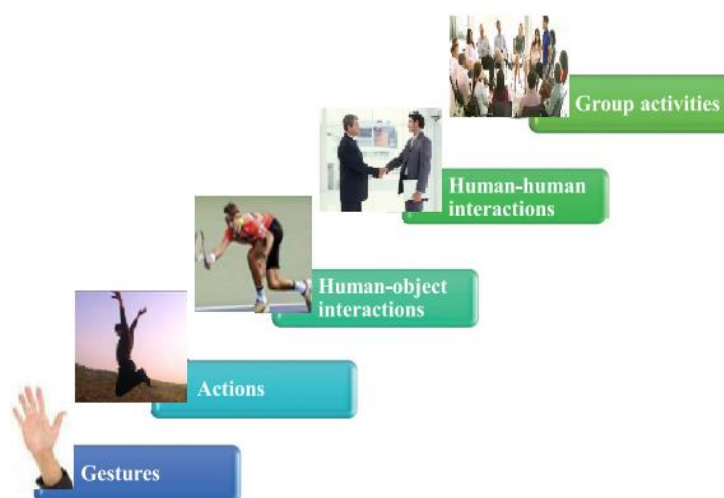 Group activities
Human-human
interactions
Human-object
interactions
Actions
Gestures